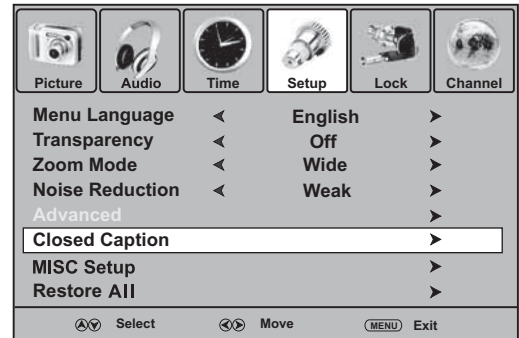 Picture Audio Time Setup Lock Channel
Menu Language English
Transparency Off
Zoom Mode Wide
Noise Reduction Weak
Advanced
Closed Caption
MISC Setup
Restore All
Select Move MENU Exit